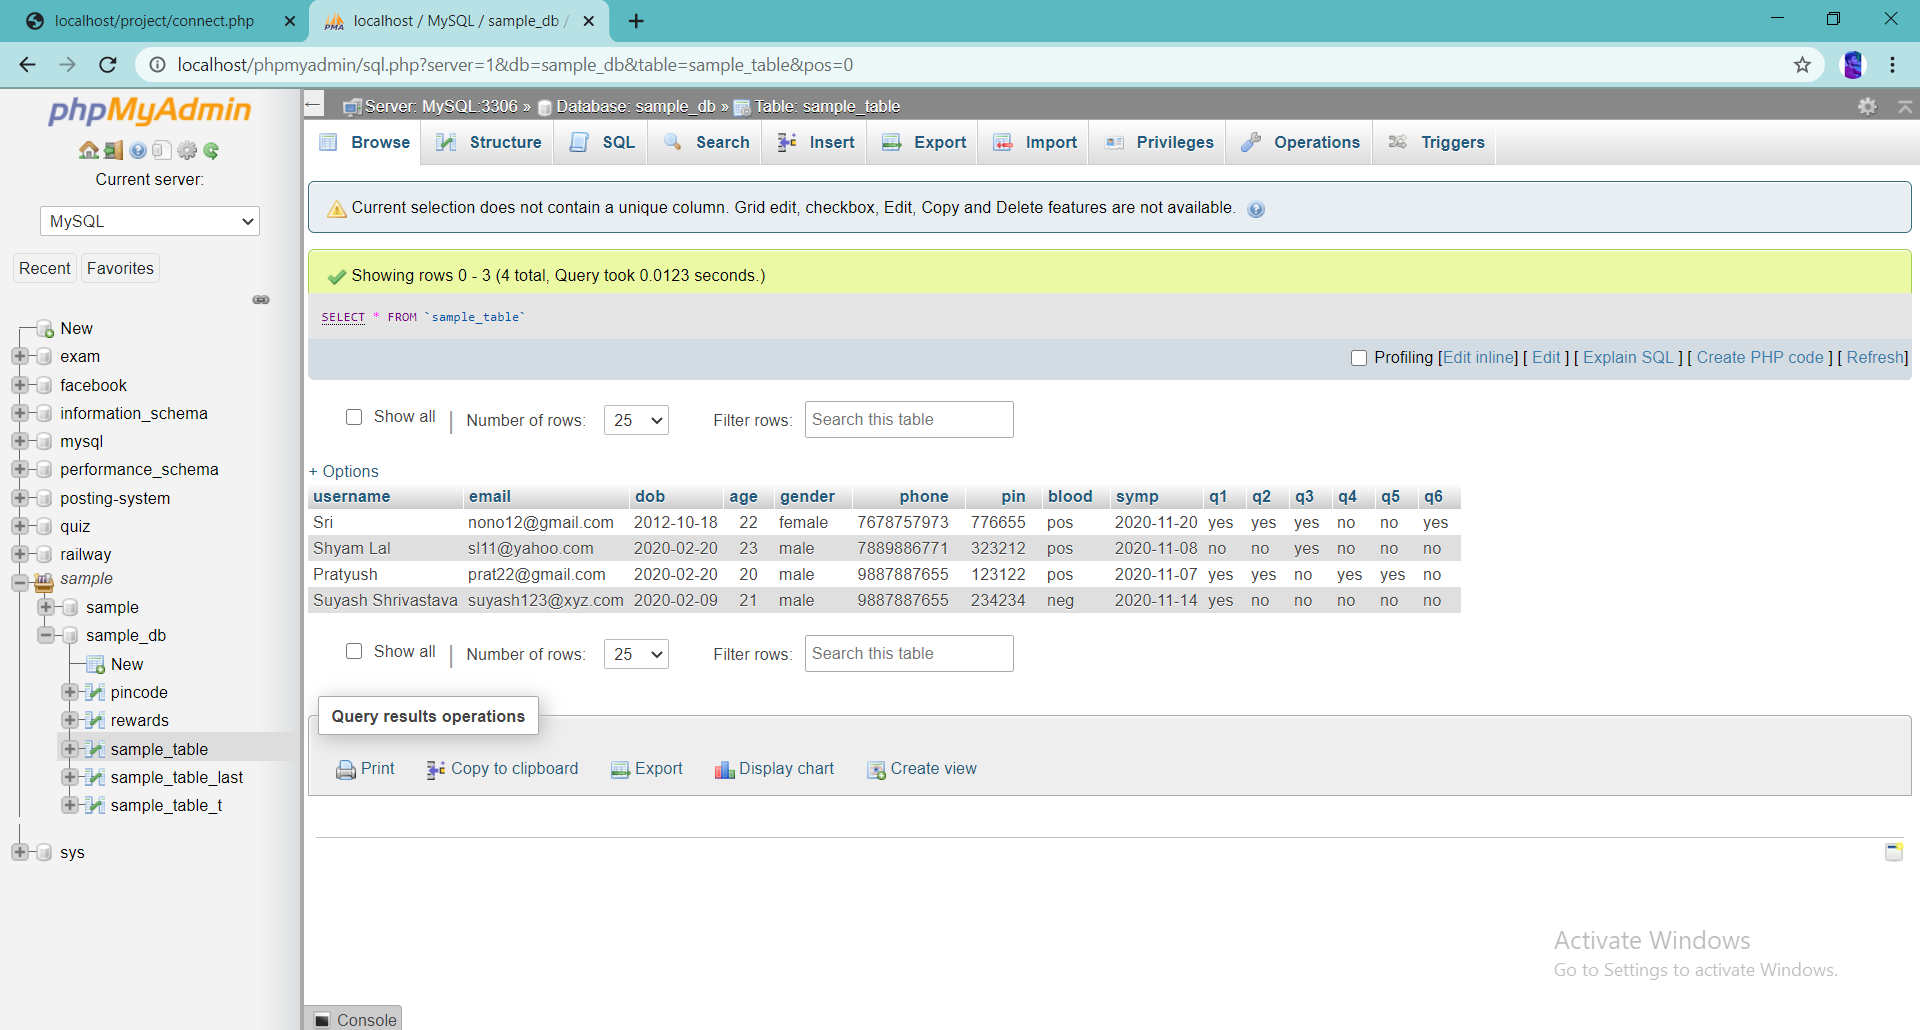 localhost/project/connect.php
localhost / MySQL / sample_db /
localhost/phpmyadmin/sql.php?server=1&db=sample_db&table=sample_table&pos=0
phpMyAdmin
Current server:
MySQL
Recent Favorites
New
exam
facebook
information_schema
mysql
performance_schema
posting-system
quiz
railway
sample
sample
sample_db
New
pincode
rewards
sample_table
sample_table_last
sample_table_t
sys
Server: MySQL:3306 » Database: sample_db » Table: sample_table
Browse Structure SQL Search Insert Export Import Privileges Operations Triggers
Current selection does not contain a unique column. Grid edit, checkbox, Edit, Copy and Delete features are not available.
Showing rows 0 - 3 (4 total, Query took 0.0123 seconds.)
SELECT * FROM `sample_table`
Profiling [Edit inline] [ Edit ] [ Explain SQL ] [ Create PHP code ] [ Refresh]
Show all | Number of rows: 25 Filter rows: Search this table
+ Options
username email dob age gender phone pin blood symp q1 q2 q3 q4 q5 q6
Sri nono12@gmail.com 2012-10-18 22 female 7678757973 776655 pos 2020-11-20 yes yes yes no no yes
Shyam Lal sl11@yahoo.com 2020-02-20 23 male 7889886771 323212 pos 2020-11-08 no no yes no no no
Pratyush prat22@gmail.com 2020-02-20 20 male 9887887655 123122 pos 2020-11-07 yes yes no yes yes no
Suyash Shrivastava suyash123@xyz.com 2020-02-09 21 male 9887887655 234234 neg 2020-11-14 yes no no no no no
Show all | Number of rows: 25 Filter rows: Search this table
Query results operations
Print Copy to clipboard Export Display chart Create view
Activate Windows
Go to Settings to activate Windows.
Console